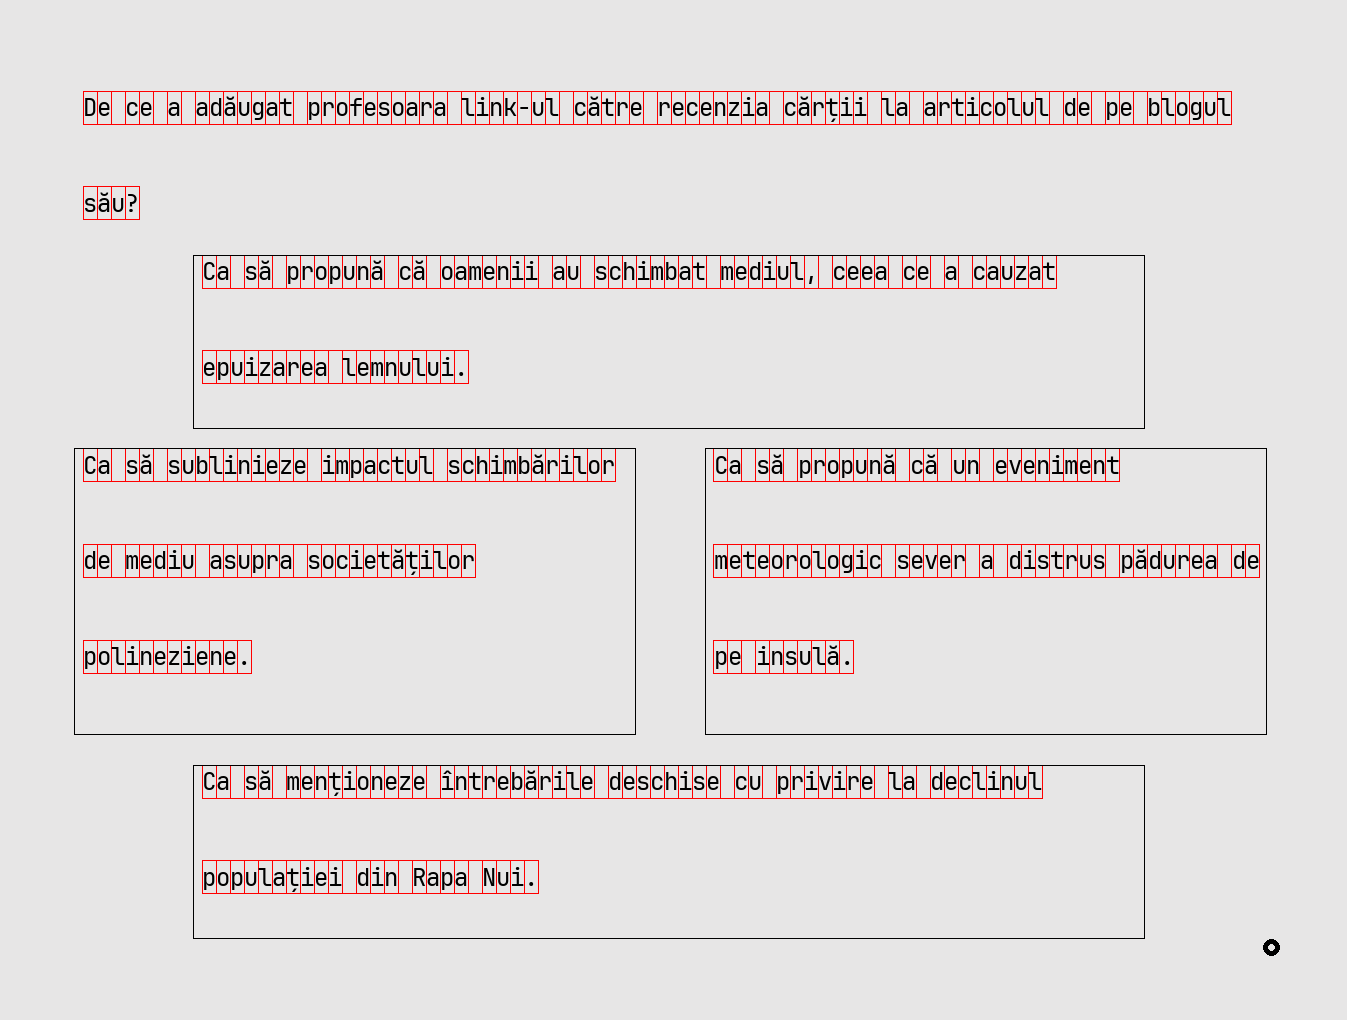 De ce a adăugat profesoara link-ul către recenzia cărții la articolul de pe blogul
său?
Ca să propună că oamenii au schimbat mediul, ceea ce a cauzat
epuizarea lemnului.
Ca să sublinieze impactul schimbărilor
de mediu asupra societăților
polineziene.
Ca să propună că un eveniment
meteorologic sever a distrus pădurea de
pe insulă.
Ca să menționeze întrebările deschise cu privire la declinul
populației din Rapa Nui.